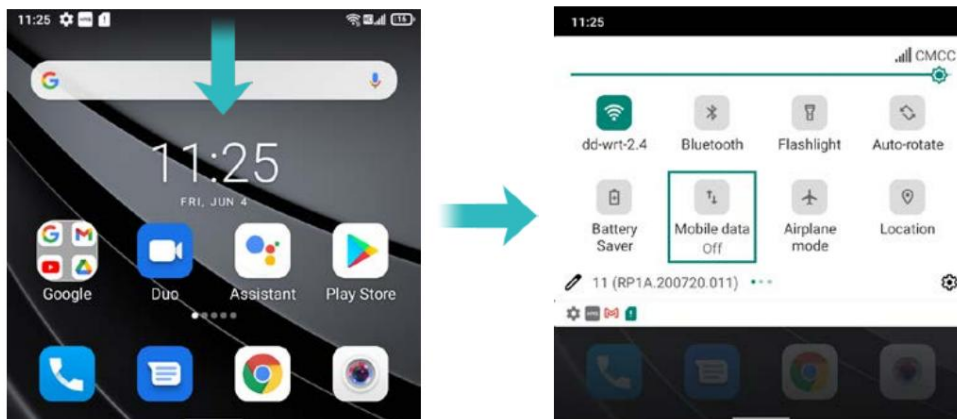 11:25
16
11:25
FRI, JUN 4
Google
Duo
Assistant
Play Store
11:25
CMCC
dd-wrt-2.4
Bluetooth
Flashlight
Auto-rotate
Battery
Saver
Mobile data
Off
Airplane
mode
Location
11 (RP1A.200720.011)